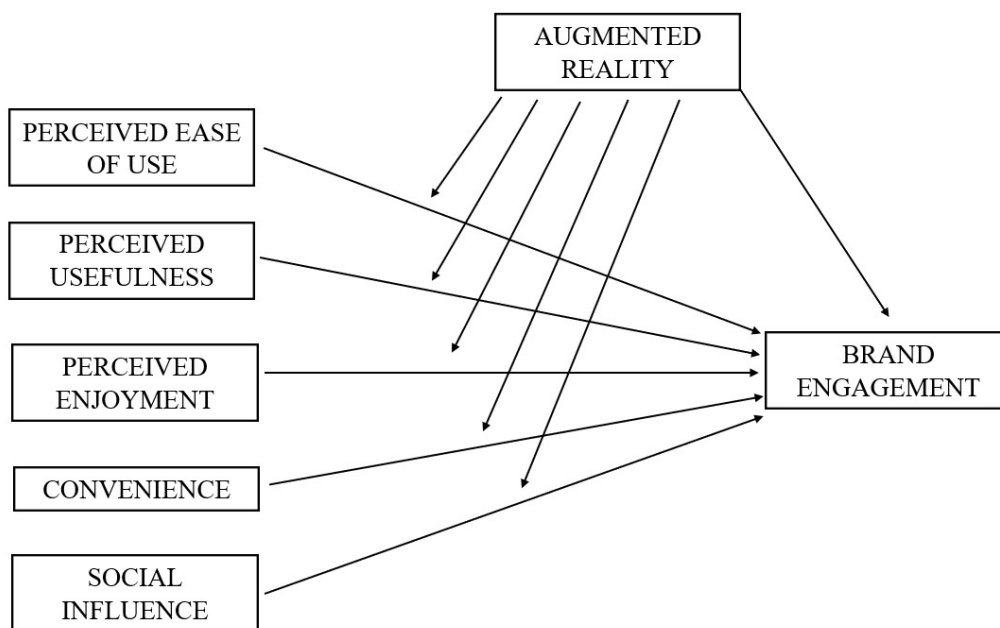 AUGMENTED
REALITY
PERCEIVED EASE
OF USE
PERCEIVED
USEFULNESS
PERCEIVED
ENJOYMENT
BRAND
ENGAGEMENT
CONVENIENCE
SOCIAL
INFLUENCE